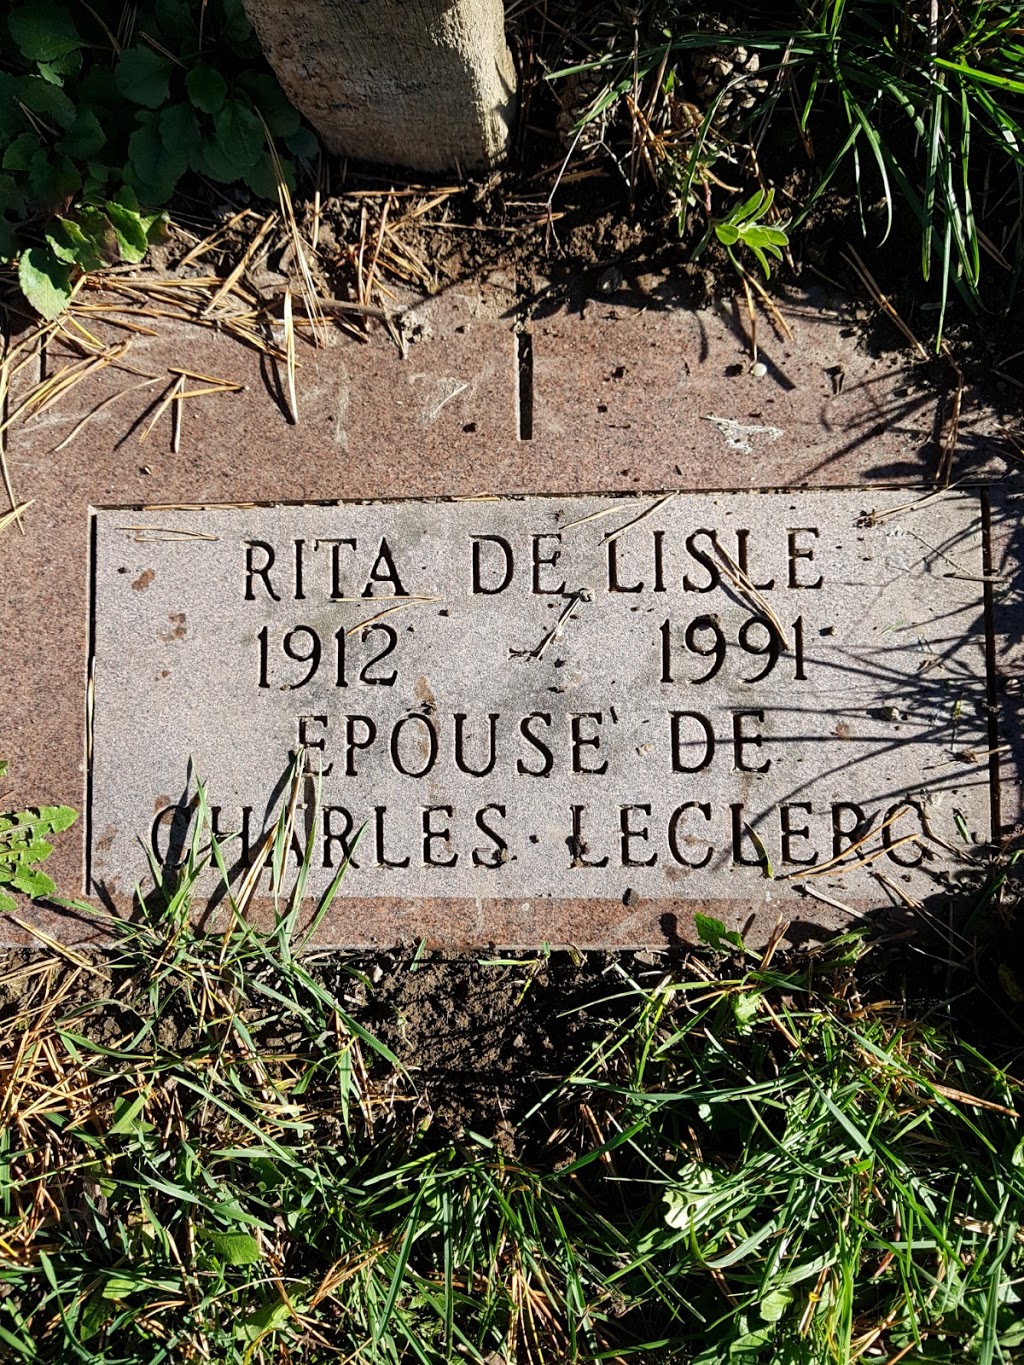 RITA DE LISLE
1912 1991
EPOUSE DE
CHARLES LECLERC